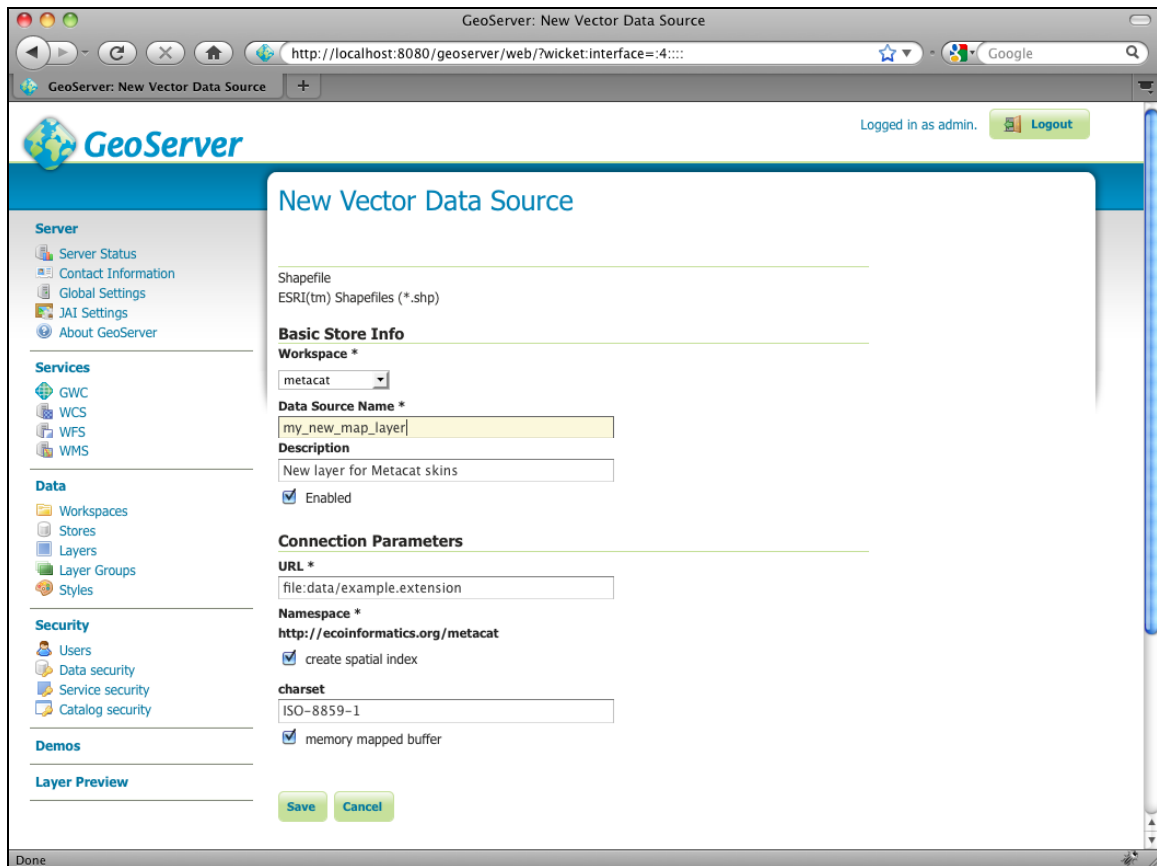 GeoServer: New Vector Data Source
http://localhost:8080/geoserver/web/?wicket:interface=:4::::
Google
GeoServer: New Vector Data Source
+
GeoServer
Logged in as admin.
Logout
New Vector Data Source
Server
Server Status
Contact Information
Global Settings
JAI Settings
About GeoServer
Services
GWC
WCS
WFS
WMS
Data
Workspaces
Stores
Layers
Layer Groups
Styles
Security
Users
Data security
Service security
Catalog security
Demos
Layer Preview
Shapefile
ESRI(tm) Shapefiles (*.shp)
Basic Store Info
Workspace *
metacat
Data Source Name *
my_new_map_layer
Description
New layer for Metacat skins
Enabled
Connection Parameters
URL *
file:data/example.extension
Namespace *
http://ecoinformatics.org/metacat
create spatial index
charset
ISO-8859-1
memory mapped buffer
Save
Cancel
Done